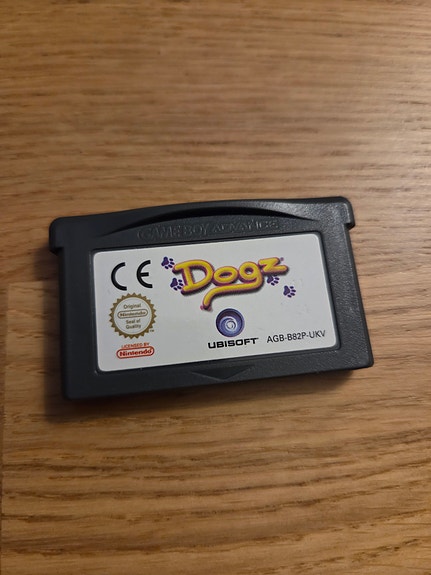 GAME BOY ADVANCE
CE
Dogz
Original
Nintendo
Seal of
Quality
LICENSED BY
Nintendo
UBISOFT
AGB-B82P-UKV